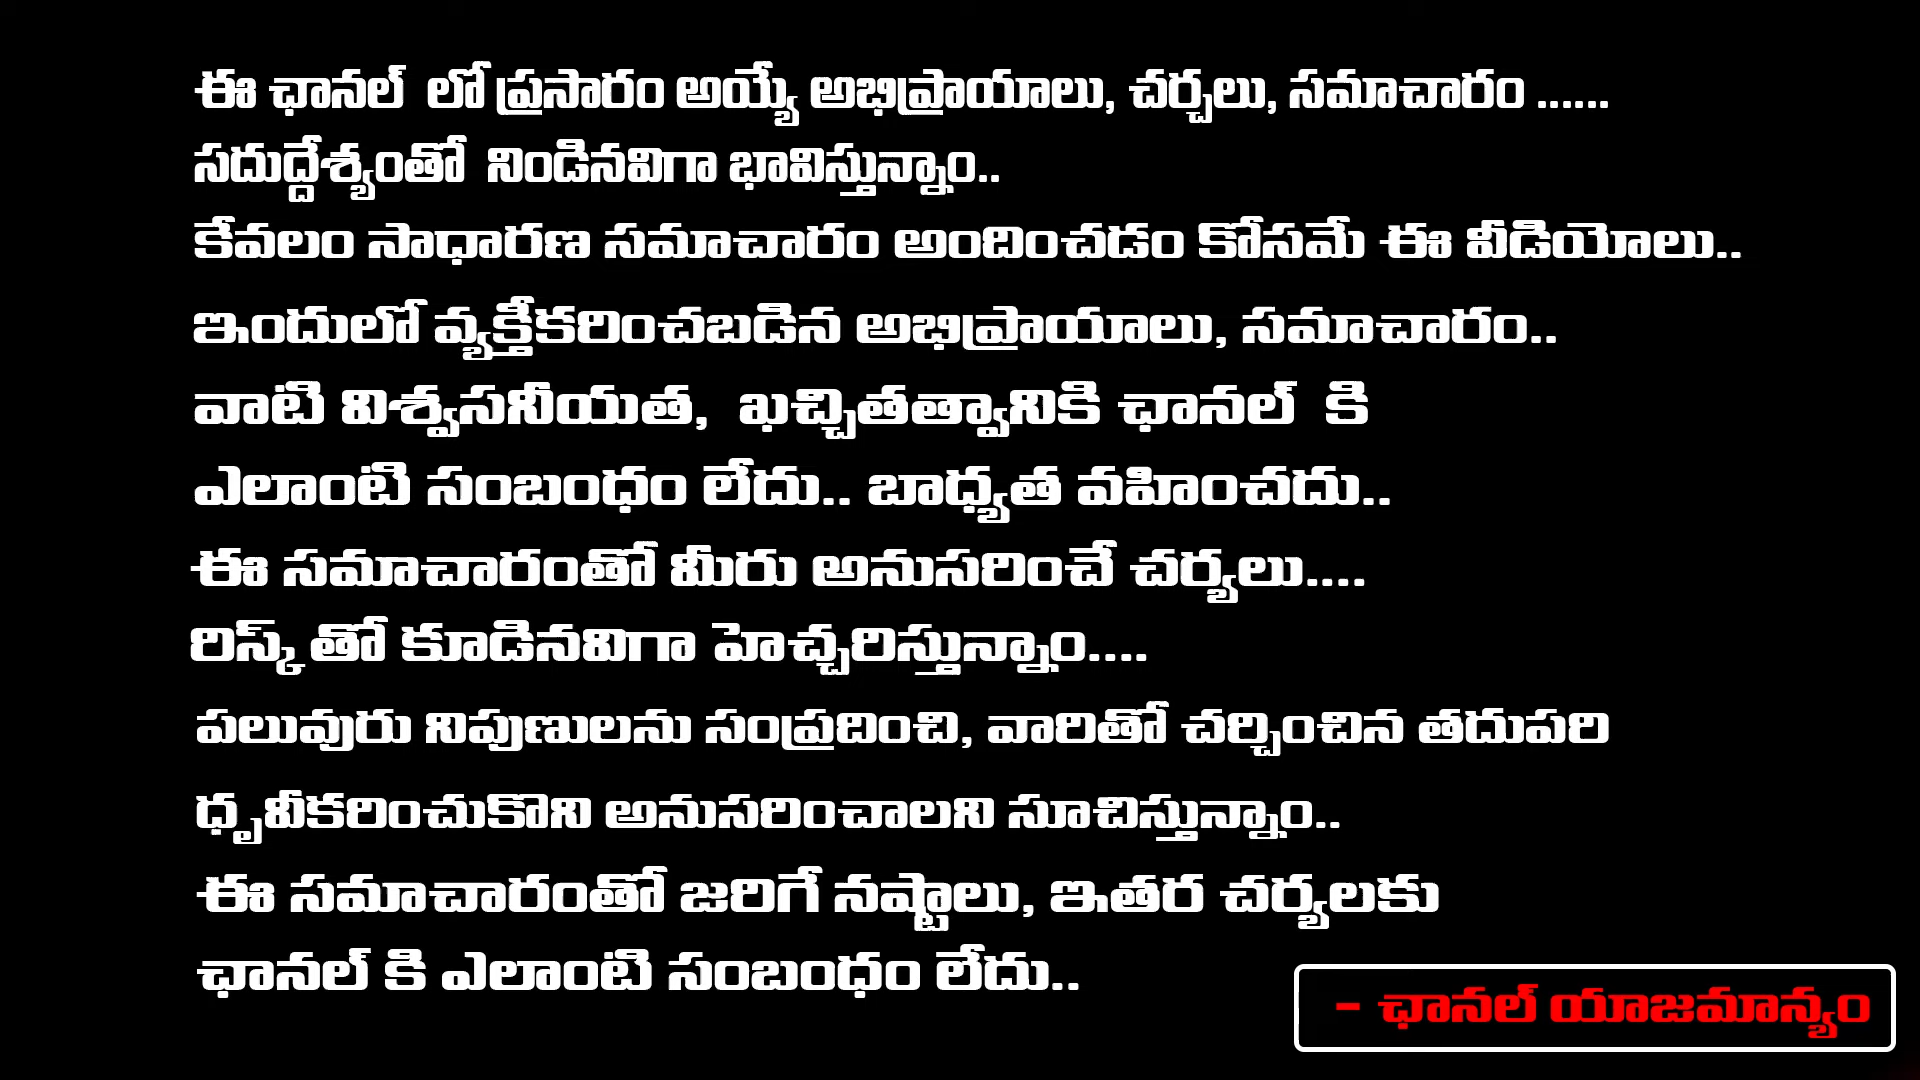 ఈ ఛానల్ లో ప్రసారం అయ్యే అభిప్రాయాలు, చర్చలు, సమాచారం ......
సదుద్దేశ్యంతో నిండినవిగా భావిస్తున్నాం..
కేవలం సాధారణ సమాచారం అందించడం కోసమే ఈ వీడియోలు..
ఇందులో వ్యక్తీకరించబడిన అభిప్రాయాలు, సమాచారం..
వాటి విశ్వసనీయత, ఖచ్చితత్వానికి ఛానల్ కి
ఎలాంటి సంబంధం లేదు.. బాధ్యత వహించదు..
ఈ సమాచారంతో మీరు అనుసరించే చర్యలు....
రిస్క్ తో కూడినవిగా హెచ్చరిస్తున్నాం....
పలువురు నిపుణులను సంప్రదించి, వారితో చర్చించిన తదుపరి
ధృవీకరించుకొని అనుసరించాలని సూచిస్తున్నాం..
ఈ సమాచారంతో జరిగే నష్టాలు, ఇతర చర్యలకు
ఛానల్ కి ఎలాంటి సంబంధం లేదు..
- ఛానల్ యాజమాన్యం